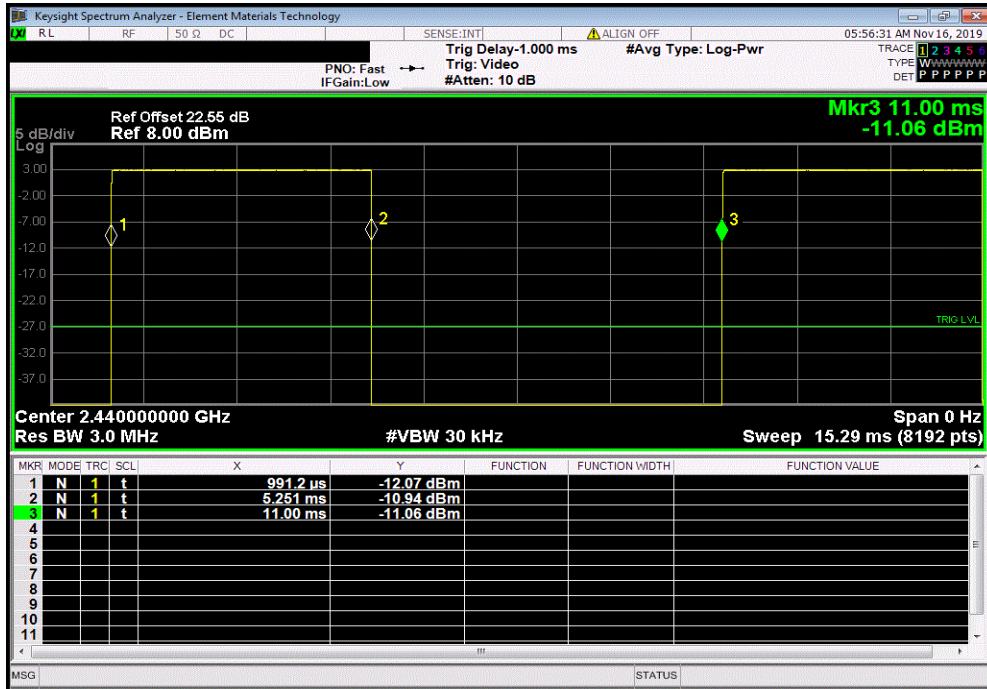 Keysight Spectrum Analyzer - Element Materials Technology
LXI RL RF 50 Ω DC SENSE:INT ALIGN OFF 05:56:31 AM Nov 16, 2019
Trig Delay-1.000 ms #Avg Type: Log-Pwr TRACE 1 2 3 4 5 6
PNO: Fast Trig: Video TYPE WWWWWW
IFGain:Low #Atten: 10 dB DET P P P P P P
Mkr3 11.00 ms
-11.06 dBm
Ref Offset 22.55 dB
5 dB/div Ref 8.00 dBm
Log
3.00
-2.00
-7.00
1 2 3
-12.0
-17.0
-22.0
-27.0
TRIG LVL
-32.0
-37.0
Center 2.440000000 GHz Span 0 Hz
Res BW 3.0 MHz #VBW 30 kHz Sweep 15.29 ms (8192 pts)
MKR MODE TRC SCL X Y FUNCTION FUNCTION WIDTH FUNCTION VALUE
1 N 1 t 991.2 µs -12.07 dBm
2 N 1 t 5.251 ms -10.94 dBm
3 N 1 t 11.00 ms -11.06 dBm
4
5
6
7
8
9
10
11
MSG STATUS